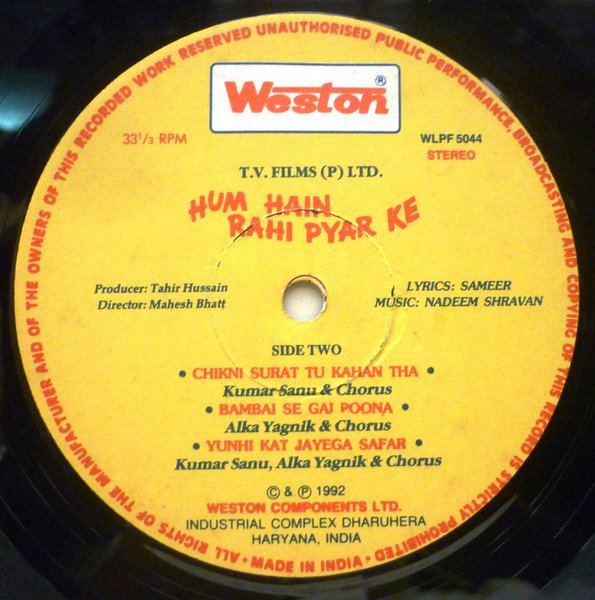 ALL RIGHTS OF THE MANUFACTURER AND OF THE OWNERS OF THIS RECORDED WORK RESERVED UNAUTHORISED PUBLIC PERFORMANCE, BROADCASTING AND COPYING OF THIS RECORD IS STRICTLY PROHIBITED • MADE IN INDIA •
Weston®
33 1/3 RPM
WLPF 5044
STEREO
T.V. FILMS (P) LTD.
HUM HAIN
RAHI PYAR KE
Producer: Tahir Hussain
Director: Mahesh Bhatt
LYRICS: SAMEER
MUSIC: NADEEM SHRAVAN
SIDE TWO
• CHIKNI SURAT TU KAHAN THA •
Kumar Sanu & Chorus
• BAMBAI SE GAI POONA •
Alka Yagnik & Chorus
• YUNHI KAT JAYEGA SAFAR •
Kumar Sanu, Alka Yagnik & Chorus
© & ℗ 1992
WESTON COMPONENTS LTD.
INDUSTRIAL COMPLEX DHARUHERA
HARYANA, INDIA